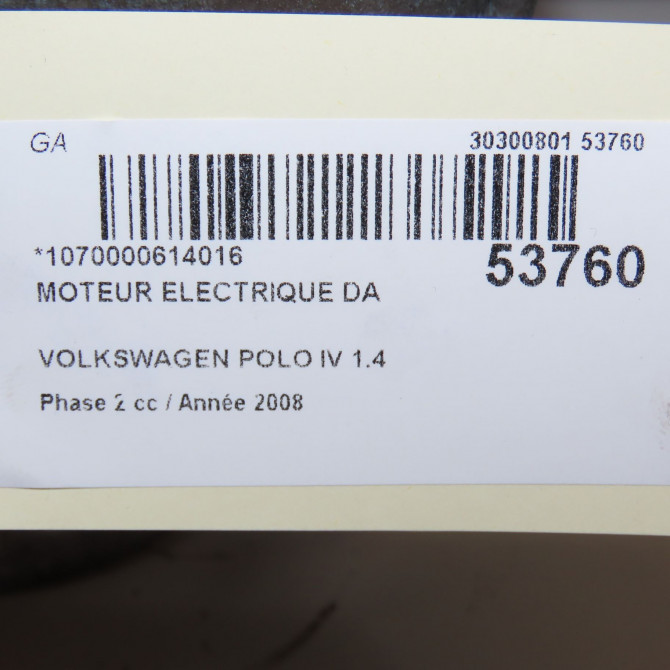 GA 30300801 53760
*1070000614016 53760
MOTEUR ELECTRIQUE DA
VOLKSWAGEN POLO IV 1.4
Phase 2 cc / Année 2008